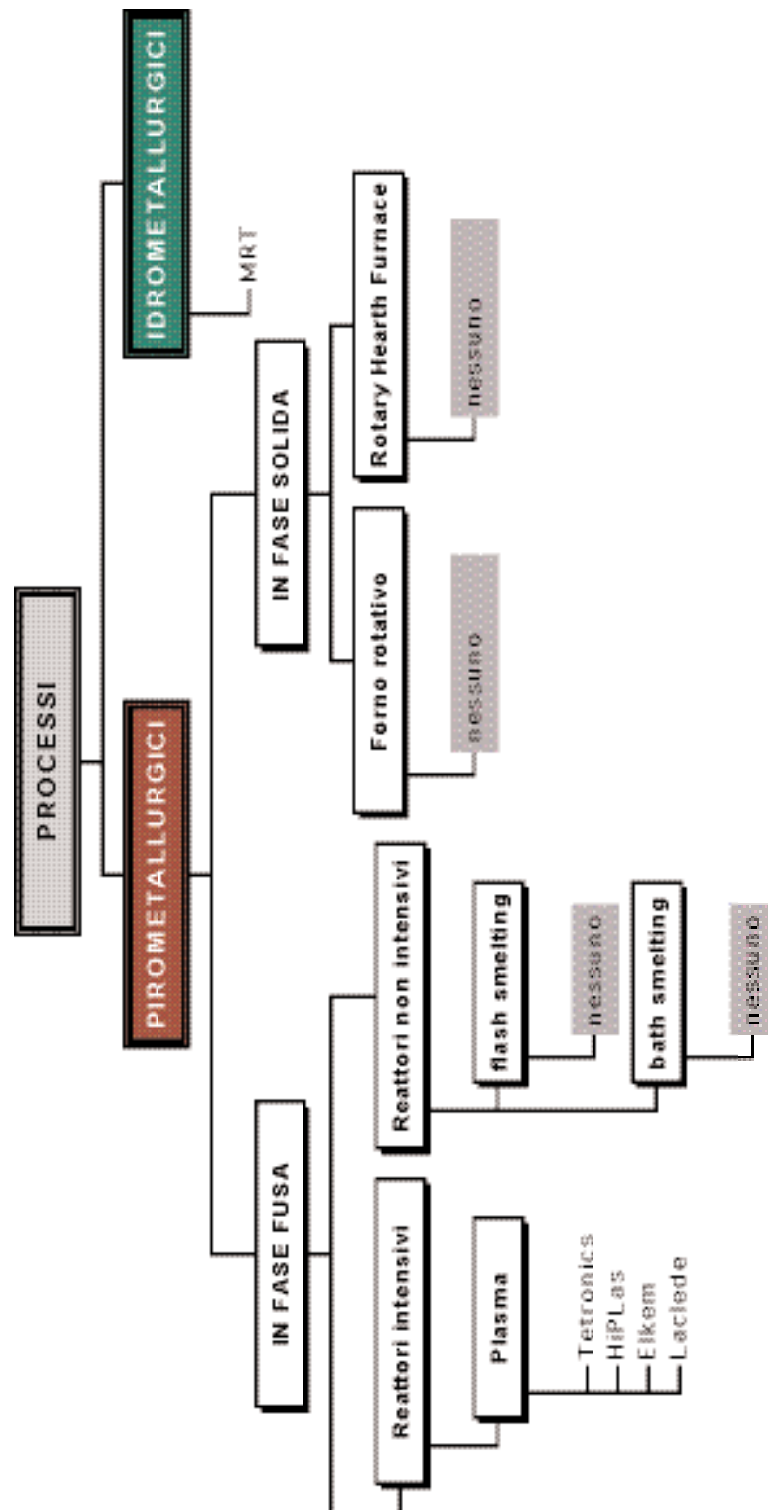 PROCESSI
PIROMETALLURGICI
IDROMETALLURGICI
MRT
IN FASE FUSA
IN FASE SOLIDA
Reattori intensivi
Reattori non intensivi
Forno rotativo
Rotary Hearth Furnace
Plasma
flash smelting
nessuno
nessuno
Tetronics
HiPLas
Elkem
Laclede
nessuno
bath smelting
nessuno